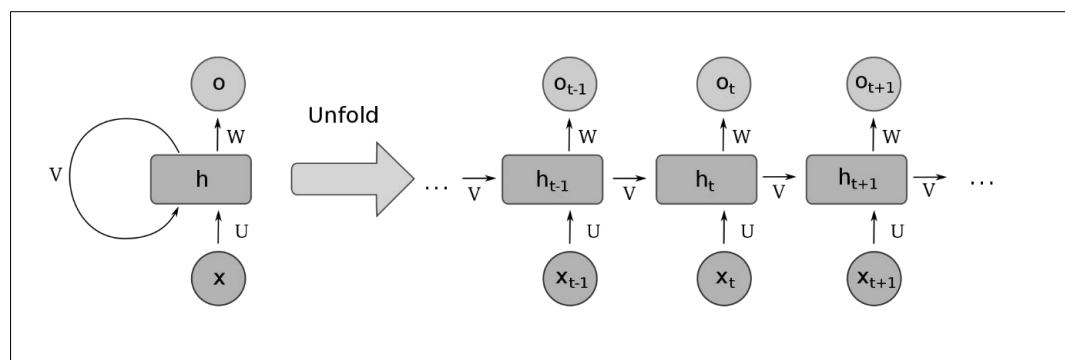 o o_{t-1} o_t o_{t+1}
Unfold
W W W W
V h ... V h_{t-1} V h_t V h_{t+1} V ...
U U U U
x x_{t-1} x_t x_{t+1}